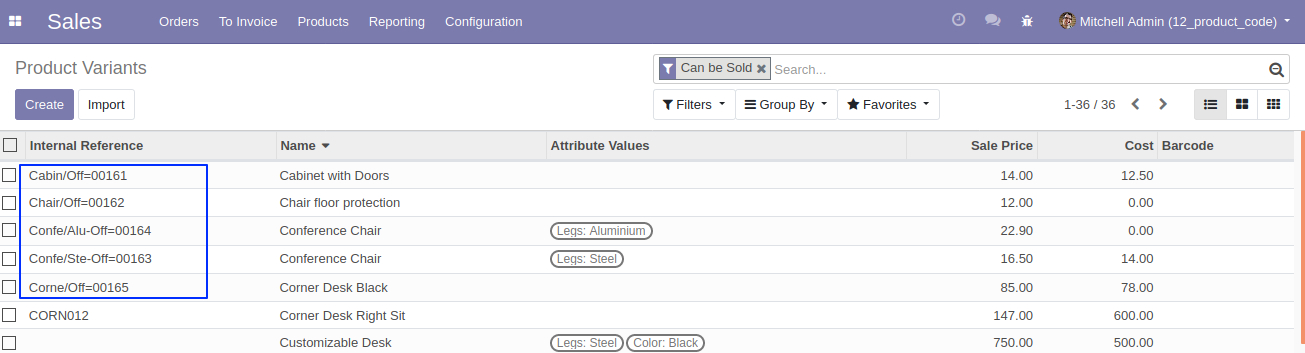 Sales Orders To Invoice Products Reporting Configuration Mitchell Admin (12_product_code)
Product Variants Can be Sold Search...
Create Import Filters Group By Favorites 1-36 / 36
Internal Reference Name Attribute Values Sale Price Cost Barcode
Cabin/Off=00161 Cabinet with Doors 14.00 12.50
Chair/Off=00162 Chair floor protection 12.00 0.00
Confe/Alu-Off=00164 Conference Chair Legs: Aluminium 22.90 0.00
Confe/Ste-Off=00163 Conference Chair Legs: Steel 16.50 14.00
Corne/Off=00165 Corner Desk Black 85.00 78.00
CORN012 Corner Desk Right Sit 147.00 600.00
Customizable Desk Legs: Steel Color: Black 750.00 500.00